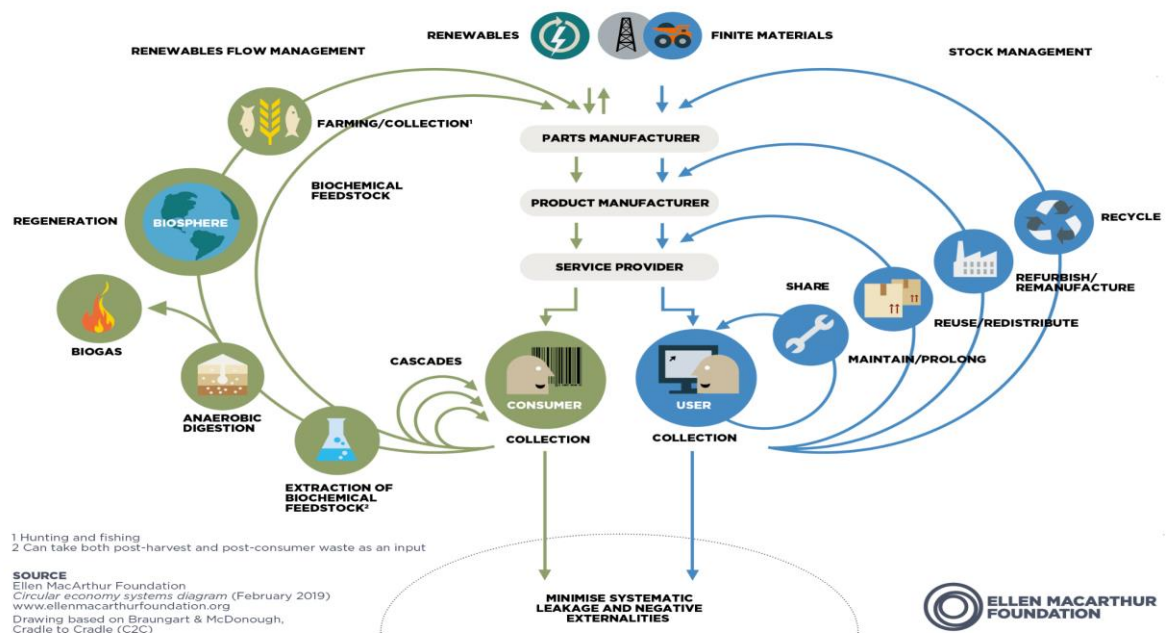 RENEWABLES
FINITE MATERIALS
RENEWABLES FLOW MANAGEMENT
STOCK MANAGEMENT
FARMING/COLLECTION¹
PARTS MANUFACTURER
BIOCHEMICAL
FEEDSTOCK
PRODUCT MANUFACTURER
REGENERATION
BIOSPHERE
RECYCLE
SERVICE PROVIDER
REFURBISH/
REMANUFACTURE
SHARE
REUSE/REDISTRIBUTE
BIOGAS
CASCADES
MAINTAIN/PROLONG
CONSUMER
USER
ANAEROBIC
DIGESTION
COLLECTION
COLLECTION
EXTRACTION OF
BIOCHEMICAL
FEEDSTOCK²
1 Hunting and fishing
2 Can take both post-harvest and post-consumer waste as an input
SOURCE
Ellen MacArthur Foundation
Circular economy systems diagram (February 2019)
www.ellenmacarthurfoundation.org
Drawing based on Braungart & McDonough,
Cradle to Cradle (C2C)
MINIMISE SYSTEMATIC
LEAKAGE AND NEGATIVE
EXTERNALITIES
ELLEN MACARTHUR
FOUNDATION